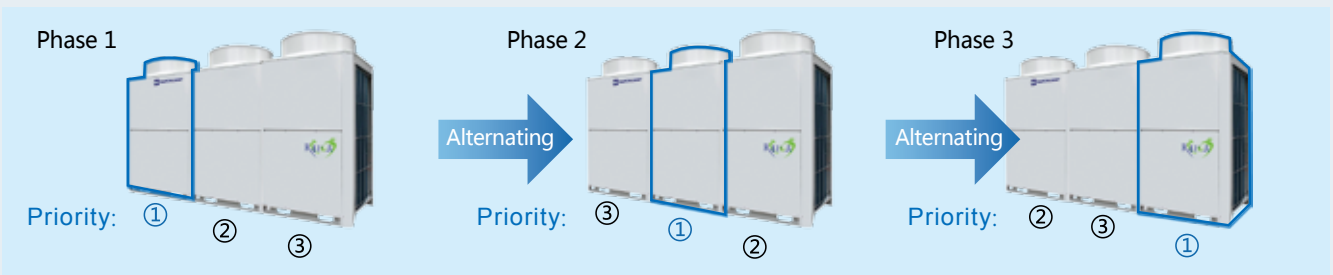 Phase 1
Phase 2
Phase 3
Alternating
Alternating
Priority: ① ② ③
Priority: ③ ① ②
Priority: ② ③ ①